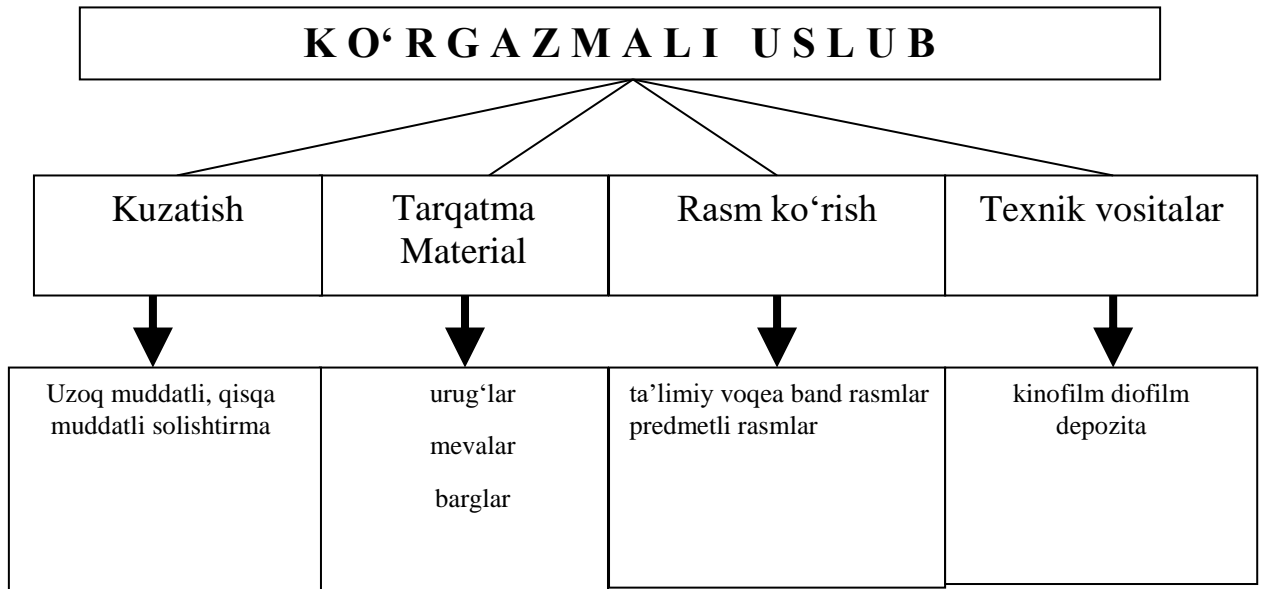 K O‘ R G A Z M A L I U S L U B
Kuzatish
Tarqatma
Material
Rasm ko‘rish
Texnik vositalar
Uzoq muddatli, qisqa
muddatli solishtirma
urug‘lar
mevalar
barglar
ta’limiy voqea band rasmlar
predmetli rasmlar
kinofilm diofilm
depozita